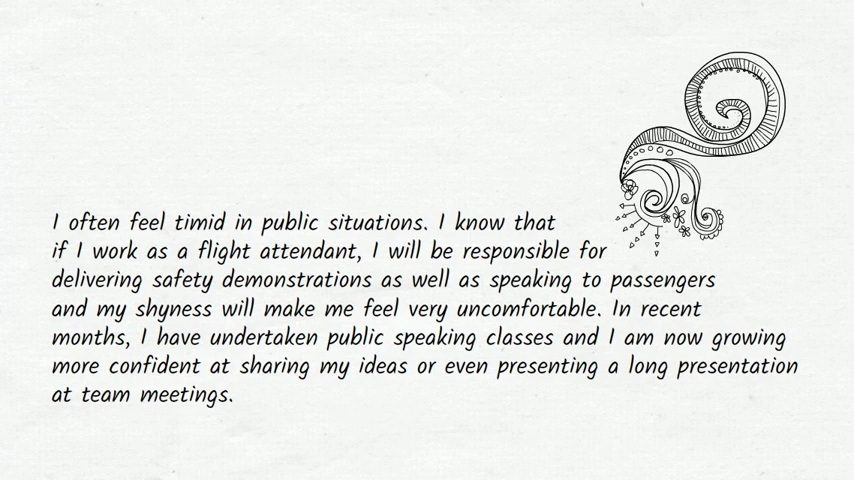 I often feel timid in public situations. I know that
if I work as a flight attendant, I will be responsible for
delivering safety demonstrations as well as speaking to passengers
and my shyness will make me feel very uncomfortable. In recent
months, I have undertaken public speaking classes and I am now growing
more confident at sharing my ideas or even presenting a long presentation
at team meetings.